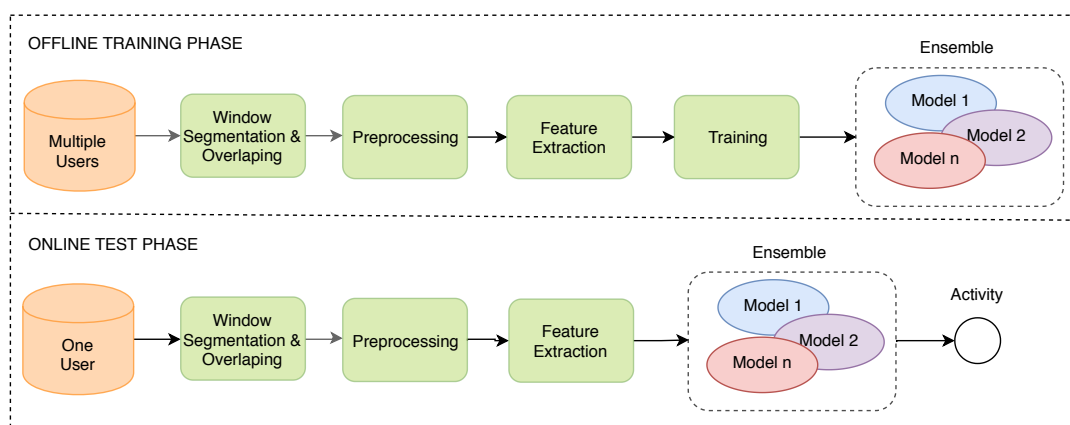 OFFLINE TRAINING PHASE
Ensemble
Multiple
Users
Window
Segmentation &
Overlaping
Preprocessing
Feature
Extraction
Training
Model 1
Model 2
Model n
ONLINE TEST PHASE
Ensemble
One
User
Window
Segmentation &
Overlaping
Preprocessing
Feature
Extraction
Model 1
Model 2
Model n
Activity